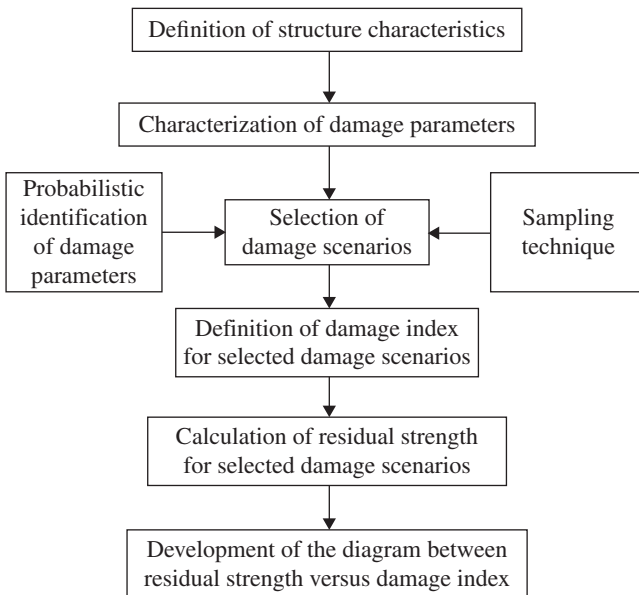 Definition of structure characteristics
Characterization of damage parameters
Probabilistic
identification
of damage
parameters
Selection of
damage scenarios
Sampling
technique
Definition of damage index
for selected damage scenarios
Calculation of residual strength
for selected damage scenarios
Development of the diagram between
residual strength versus damage index